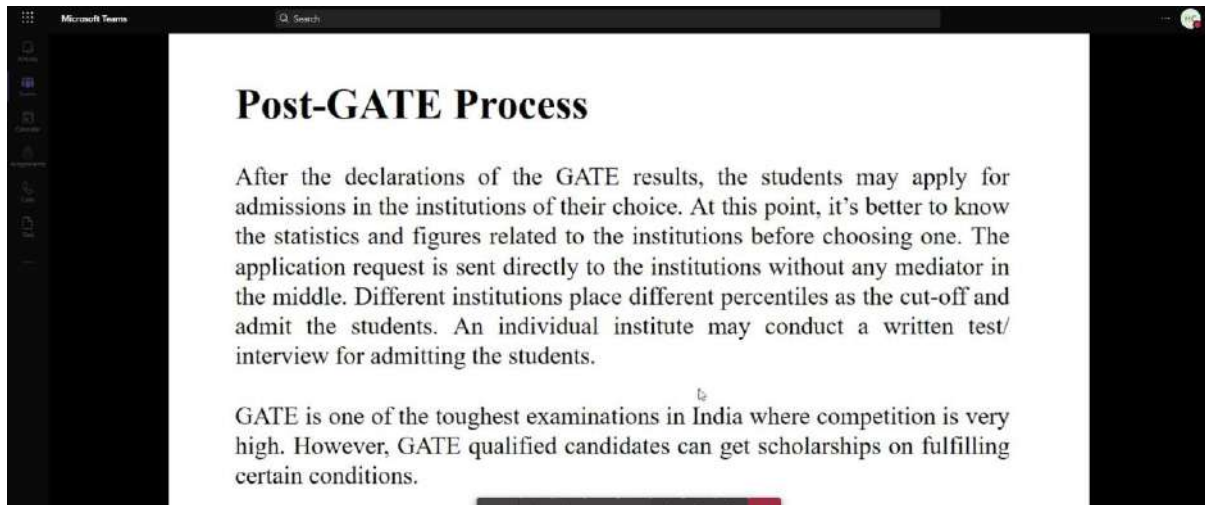 Microsoft Teams
Search
Post-GATE Process
After the declarations of the GATE results, the students may apply for
admissions in the institutions of their choice. At this point, it’s better to know
the statistics and figures related to the institutions before choosing one. The
application request is sent directly to the institutions without any mediator in
the middle. Different institutions place different percentiles as the cut-off and
admit the students. An individual institute may conduct a written test/
interview for admitting the students.
GATE is one of the toughest examinations in India where competition is very
high. However, GATE qualified candidates can get scholarships on fulfilling
certain conditions.